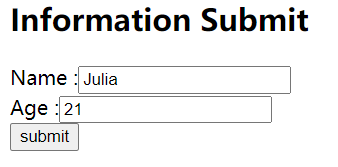 Information Submit
Name :Julia
Age :21
submit